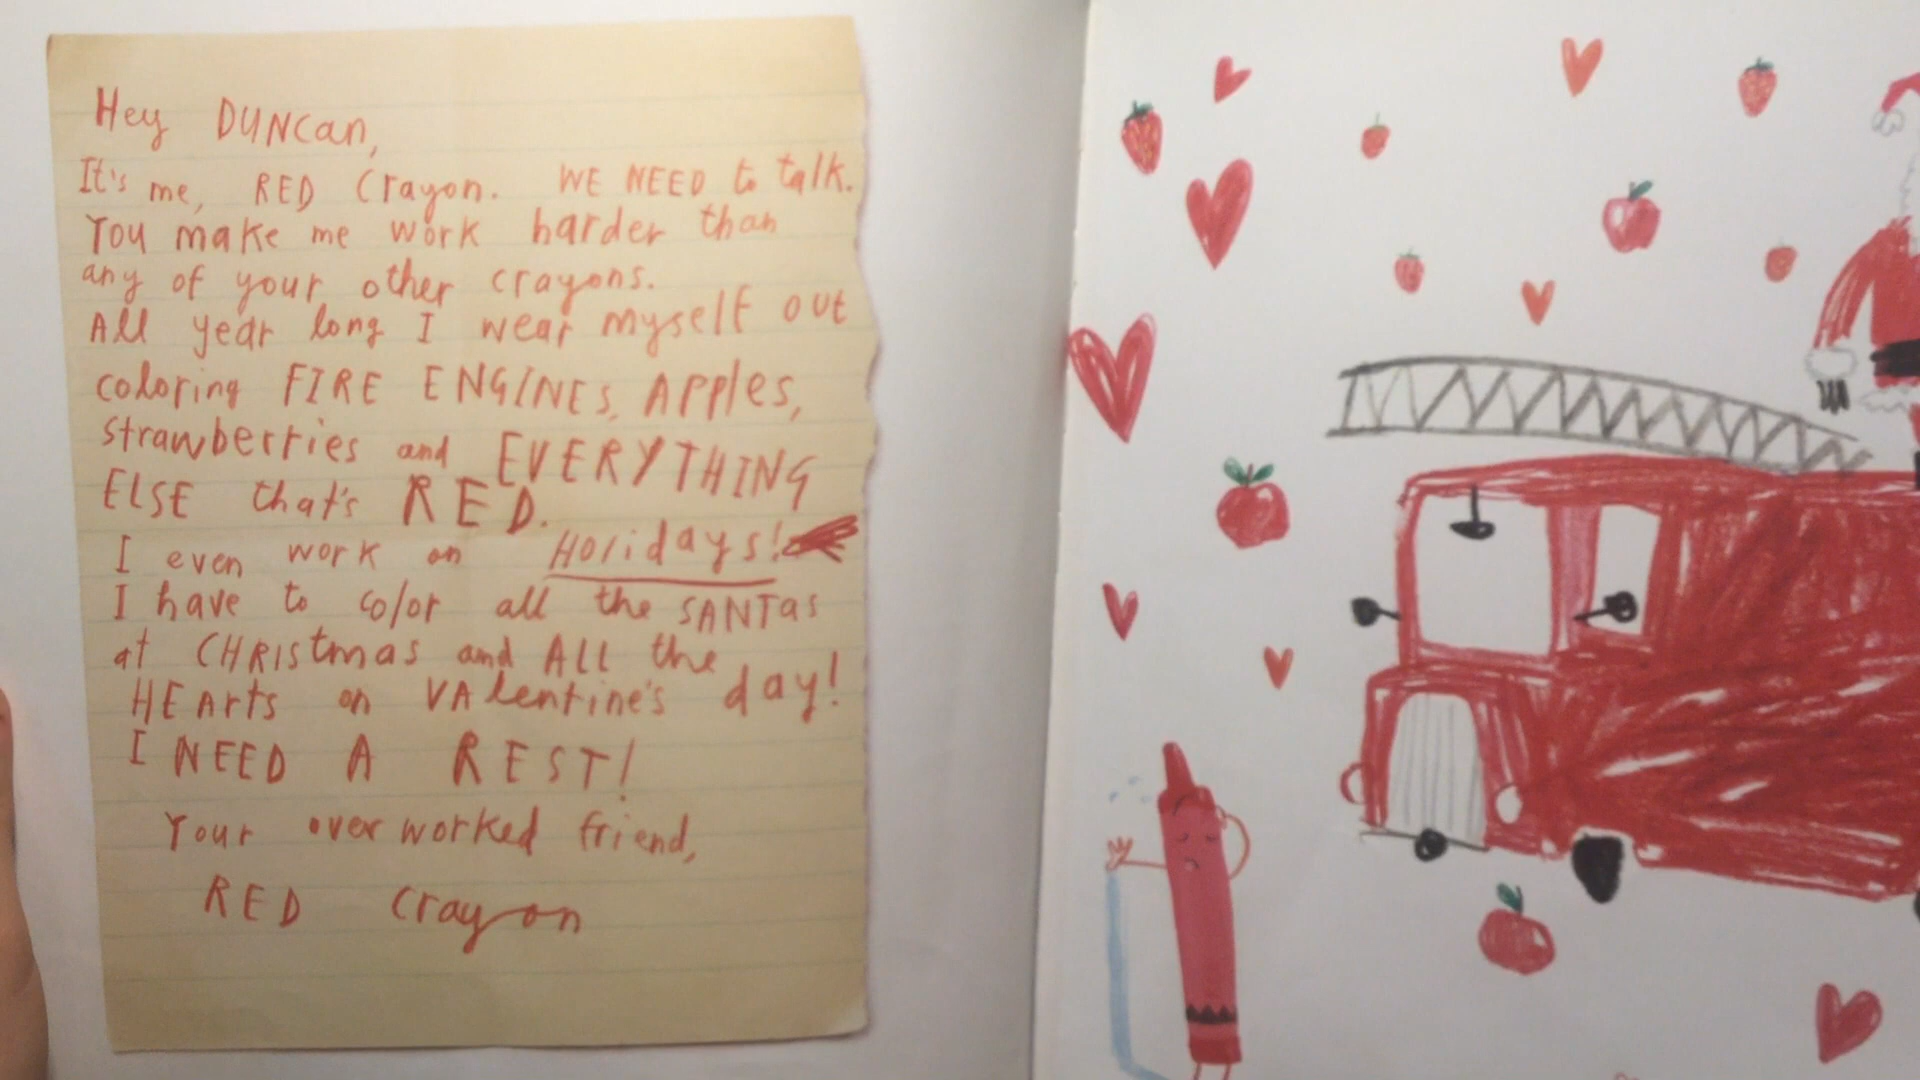 Hey DUNCan,
It's me, RED Crayon. WE NEED to talk.
You make me work harder than
any of your other crayons.
All year long I wear myself out
coloring FIRE ENGINES, APPles,
strawberries and EVERYTHING
ELSE that's RED.
I even work on Holidays!
I have to color all the SANTas
at CHRIstmas and ALL the
HEArts on VAlentine's day!
I NEED A REST!
Your overworked friend,
RED Crayon